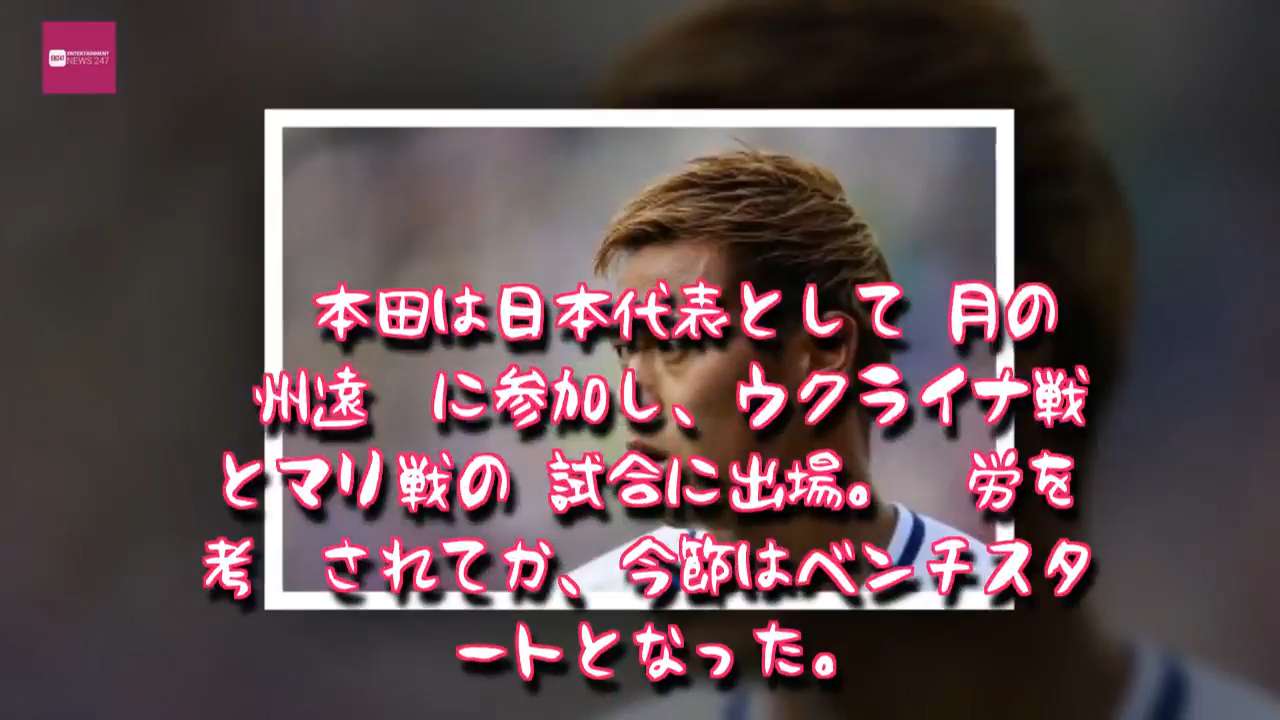 ENTERTAINMENT
NEWS 247
本田は日本代表として 月の
州遠 に参加し、ウクライナ戦
とマリ戦の 試合に出場。 労を
考 されてか、今節はベンチスタ
ートとなった。